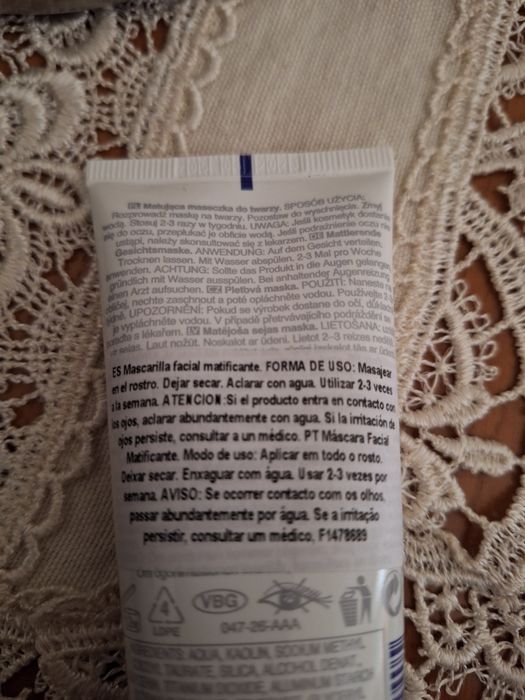 PL Matująca maseczka do twarzy. SPOSÓB UŻYCIA:
Rozprowadź maskę na twarzy. Pozostaw do wyschnięcia. Zmyj
wodą. Stosuj 2-3 razy w tygodniu. UWAGA: Jeśli kosmetyk dostanie
się do oczu, przepłukać je obficie wodą. Jeśli podrażnienie oczu nie
ustąpi, należy skonsultować się z lekarzem. Mattierende
Gesichtsmaske. ANWENDUNG: Auf dem Gesicht verteilen,
Trocknen lassen. Mit Wasser abspülen. 2-3 Mal pro Woche
anwenden. ACHTUNG: Sollte das Produkt in die Augen gelangen,
gründlich mit Wasser ausspülen. Bei anhaltender Augenreizung
einen Arzt aufsuchen. CZ Pleťová maska. POUŽITÍ: Naneste na
obličej, nechte zaschnout a poté opláchněte vodou. Používejte 2-
týdně. UPOZORNĚNÍ: Pokud se výrobek dostane do očí, důkladně
je vypláchněte vodou. V případě přetrvávajícího podráždění se
poraďte s lékařem. Matējoša sejas maska. LIETOŠANA:
sejas. Ļaut nožūt. Noskalot ar ūdeni. Lietot 2-3 reizes
ES Mascarilla facial matificante. FORMA DE USO: Masajear
en el rostro. Dejar secar. Aclarar con agua. Utilizar 2-3 veces
a la semana. ATENCION: Si el producto entra en contacto con
los ojos, aclarar abundantemente con agua. Si la irritación de
ojos persiste, consultar a un médico. PT Máscara Facial
Matificante. Modo de uso: Aplicar em todo o rosto.
Deixar secar. Enxaguar com água. Usar 2-3 vezes por
semana. AVISO: Se ocorrer contacto com os olhos,
passar abundantemente por água. Se a irritação
persistir, consultar um médico. F1478689
4
LDPE
VBG
047-26-AAA
INGREDIENTS: AQUA, KAOLIN, SODIUM METHYL
SILICA, ALCOHOL DENAT.,
STARCH